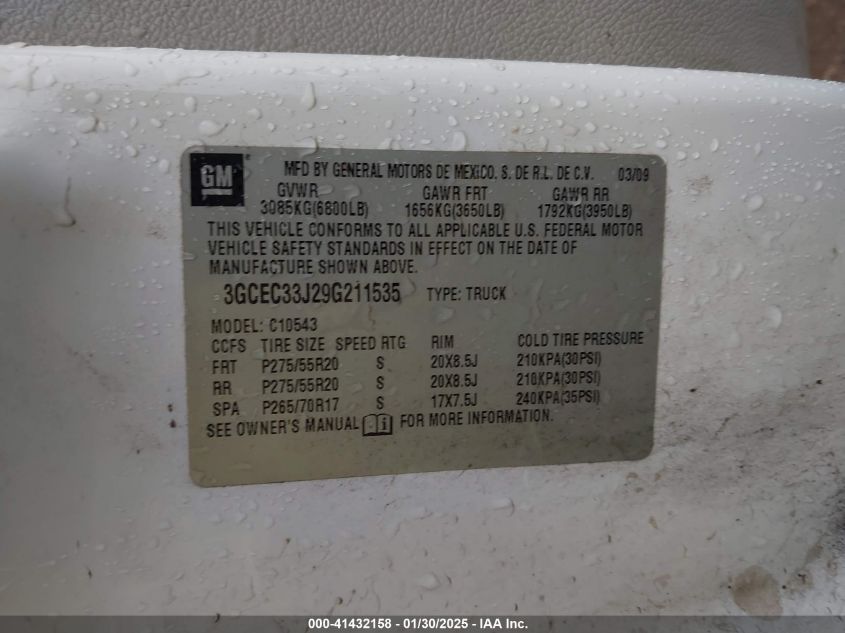 GM
MFD BY GENERAL MOTORS DE MEXICO. S. DE R.L. DE C.V. 03/09
GVWR GAWR FRT GAWR RR
3085KG(6800LB) 1656KG(3650LB) 1792KG(3950LB)
THIS VEHICLE CONFORMS TO ALL APPLICABLE U.S. FEDERAL MOTOR
VEHICLE SAFETY STANDARDS IN EFFECT ON THE DATE OF
MANUFACTURE SHOWN ABOVE.
3GCEC33J29G211535 TYPE: TRUCK
MODEL: C10543
CCFS TIRE SIZE SPEED RTG RIM COLD TIRE PRESSURE
FRT P275/55R20 S 20X8.5J 210KPA(30PSI)
RR P275/55R20 S 20X8.5J 210KPA(30PSI)
SPA P265/70R17 S 17X7.5J 240KPA(35PSI)
SEE OWNER'S MANUAL FOR MORE INFORMATION.
000-41432158 - 01/30/2025 - IAA Inc.